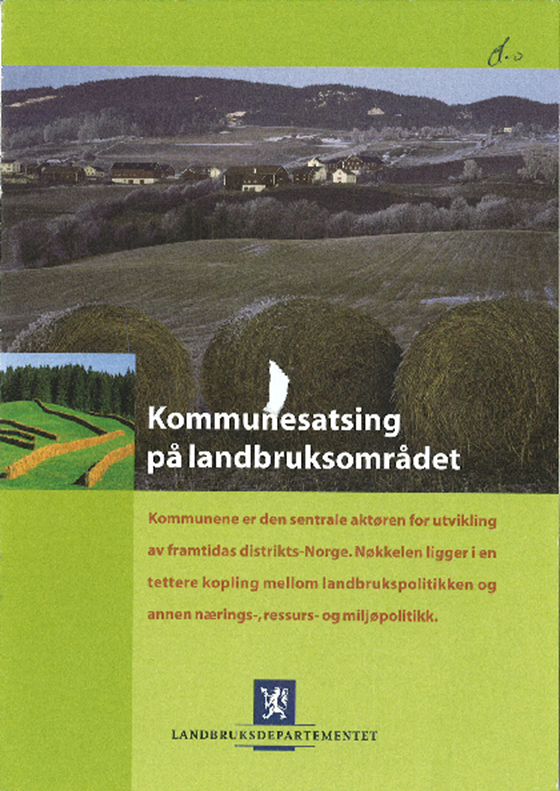 Kommunesatsing
på landbruksområdet
Kommunene er den sentrale aktøren for utvikling
av framtidas distrikts-Norge. Nøkkelen ligger i en
tettere kopling mellom landbrukspolitikken og
annen nærings-, ressurs- og miljøpolitikk.
LANDBRUKSDEPARTEMENTET